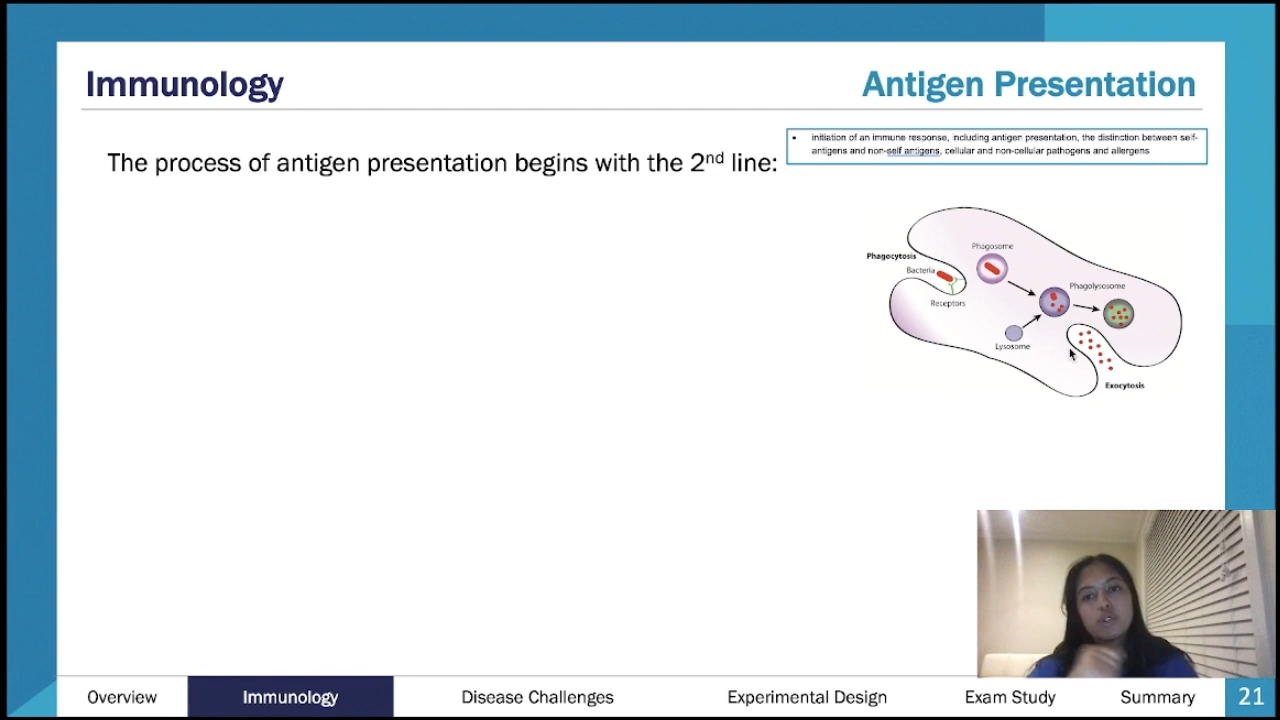 Immunology
Antigen Presentation
• initiation of an immune response, including antigen presentation, the distinction between self-
antigens and non-self antigens, cellular and non-cellular pathogens and allergens
The process of antigen presentation begins with the 2nd line:
Phagosome
Phagocytosis
Bacteria
Receptors
Phagolysosome
Lysosome
Exocytosis
Overview
Immunology
Disease Challenges
Experimental Design
Exam Study
Summary
21